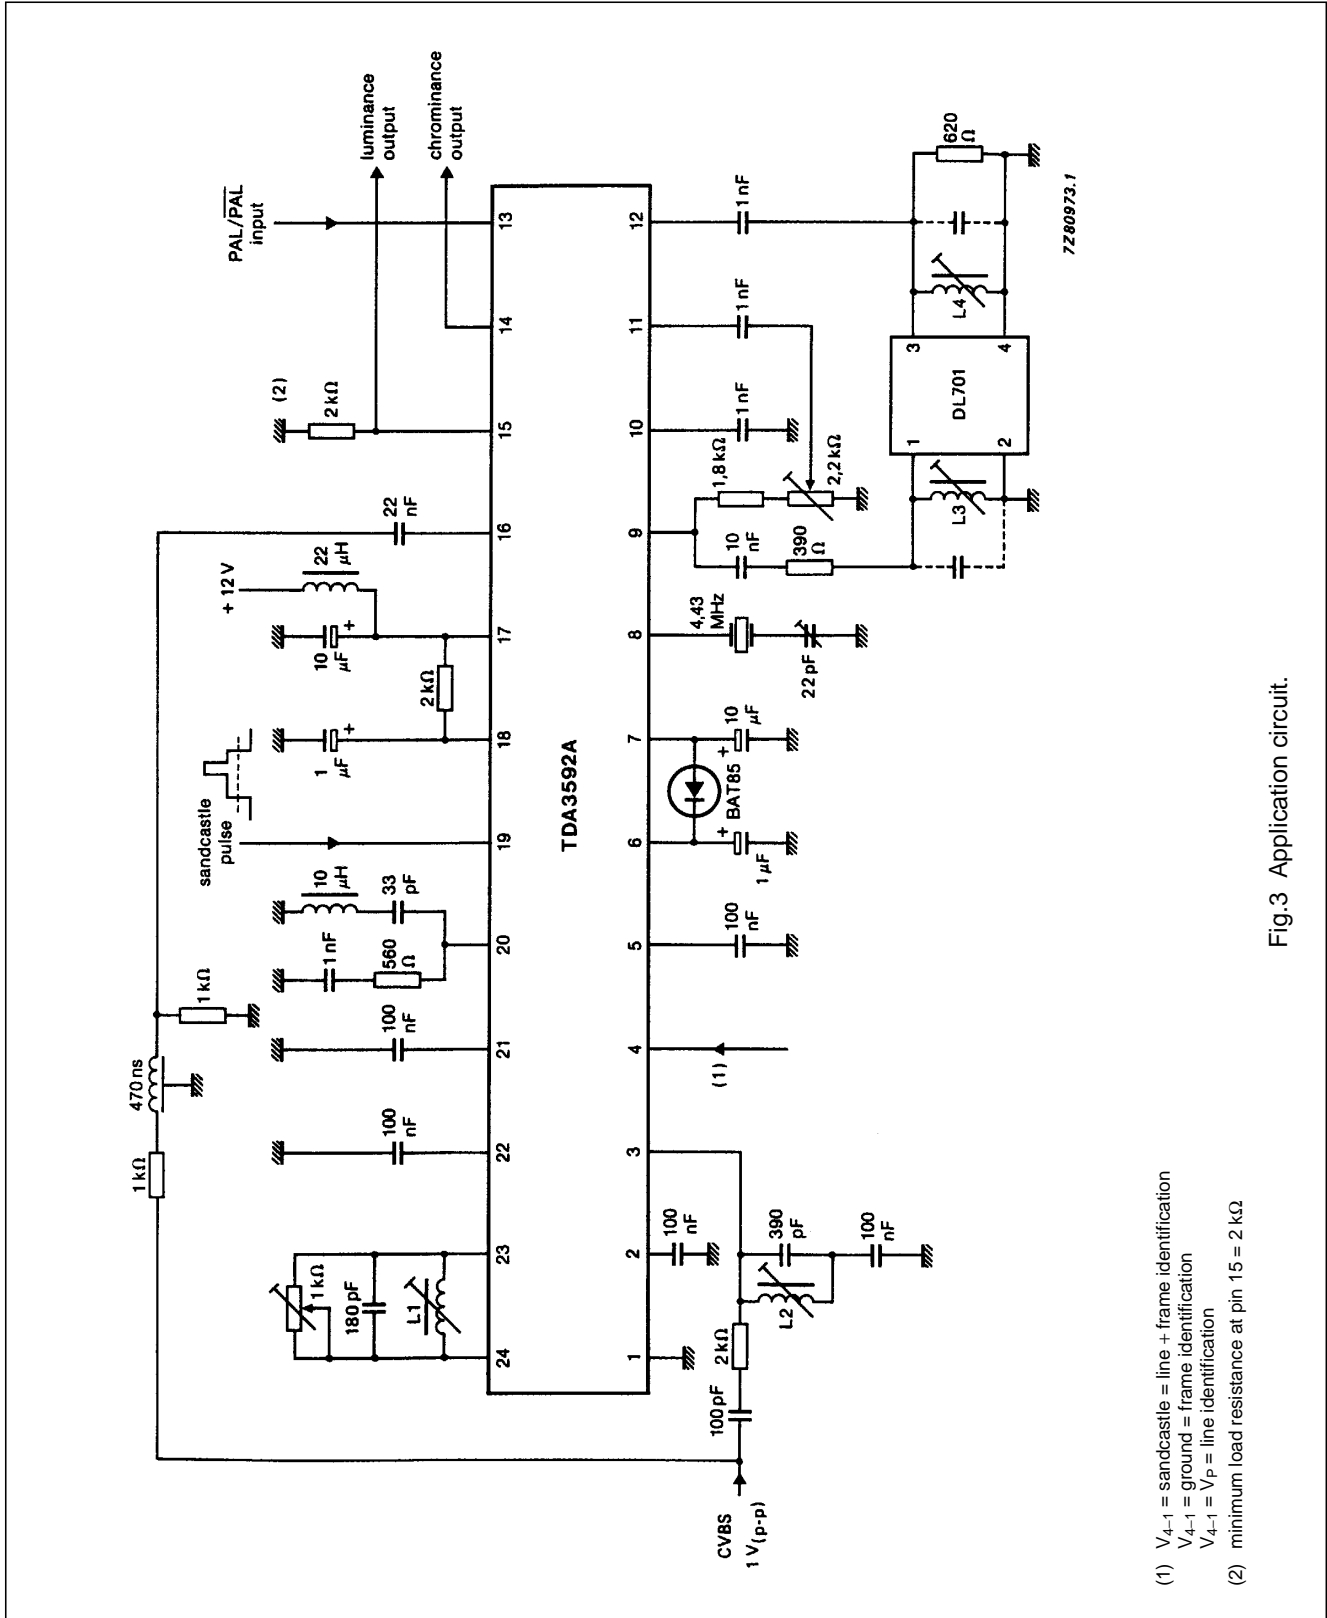 CVBS
1 V(p-p)
100 pF
2 kΩ
L2
390
pF
100
nF
100
nF
1 kΩ
470 ns
1 kΩ
1 kΩ
180 pF
L1
100
nF
100
nF
1 nF
560
Ω
10
μH
33
pF
sandcastle
pulse
1
μF
+
2 kΩ
10
μF
+
+ 12 V
22
μH
22
nF
2 kΩ
(2)
PAL/P̅A̅L̅
input
luminance
output
chrominance
output
24
23
22
21
20
19
18
17
16
15
14
13
TDA3592A
1
2
3
4
5
6
7
8
9
10
11
12
(1)
100
nF
+
1 μF
BAT85
+
10
μF
4,43
MHz
22 pF
10
nF
390
Ω
1,8 kΩ
2,2 kΩ
1 nF
1 nF
1 nF
L3
1
2
DL701
3
4
L4
620
Ω
7Z80973.1
(1) V4–1 = sandcastle = line + frame identification
V4–1 = ground = frame identification
V4–1 = VP = line identification
(2) minimum load resistance at pin 15 = 2 kΩ
Fig.3 Application circuit.